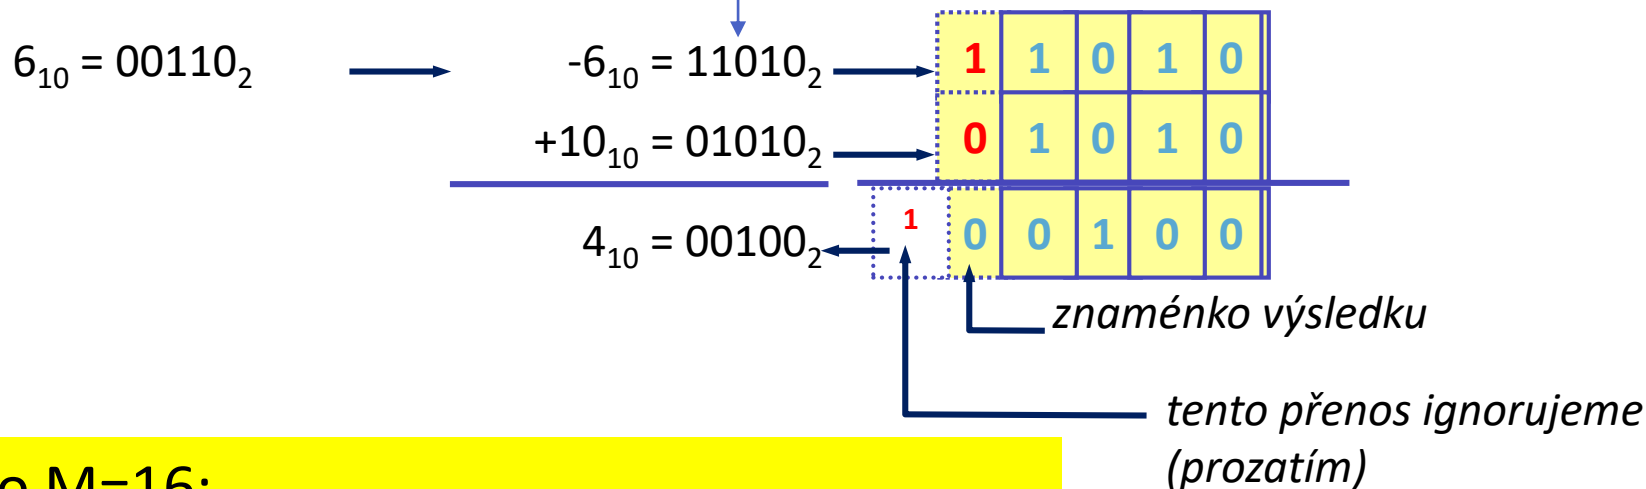 6₁₀ = 00110₂ -6₁₀ = 11010₂ 1 1 0 1 0
+10₁₀ = 01010₂ 0 1 0 1 0
4₁₀ = 00100₂ 1 0 0 1 0 0
znaménko výsledku
tento přenos ignorujeme
(prozatím)
M=16: